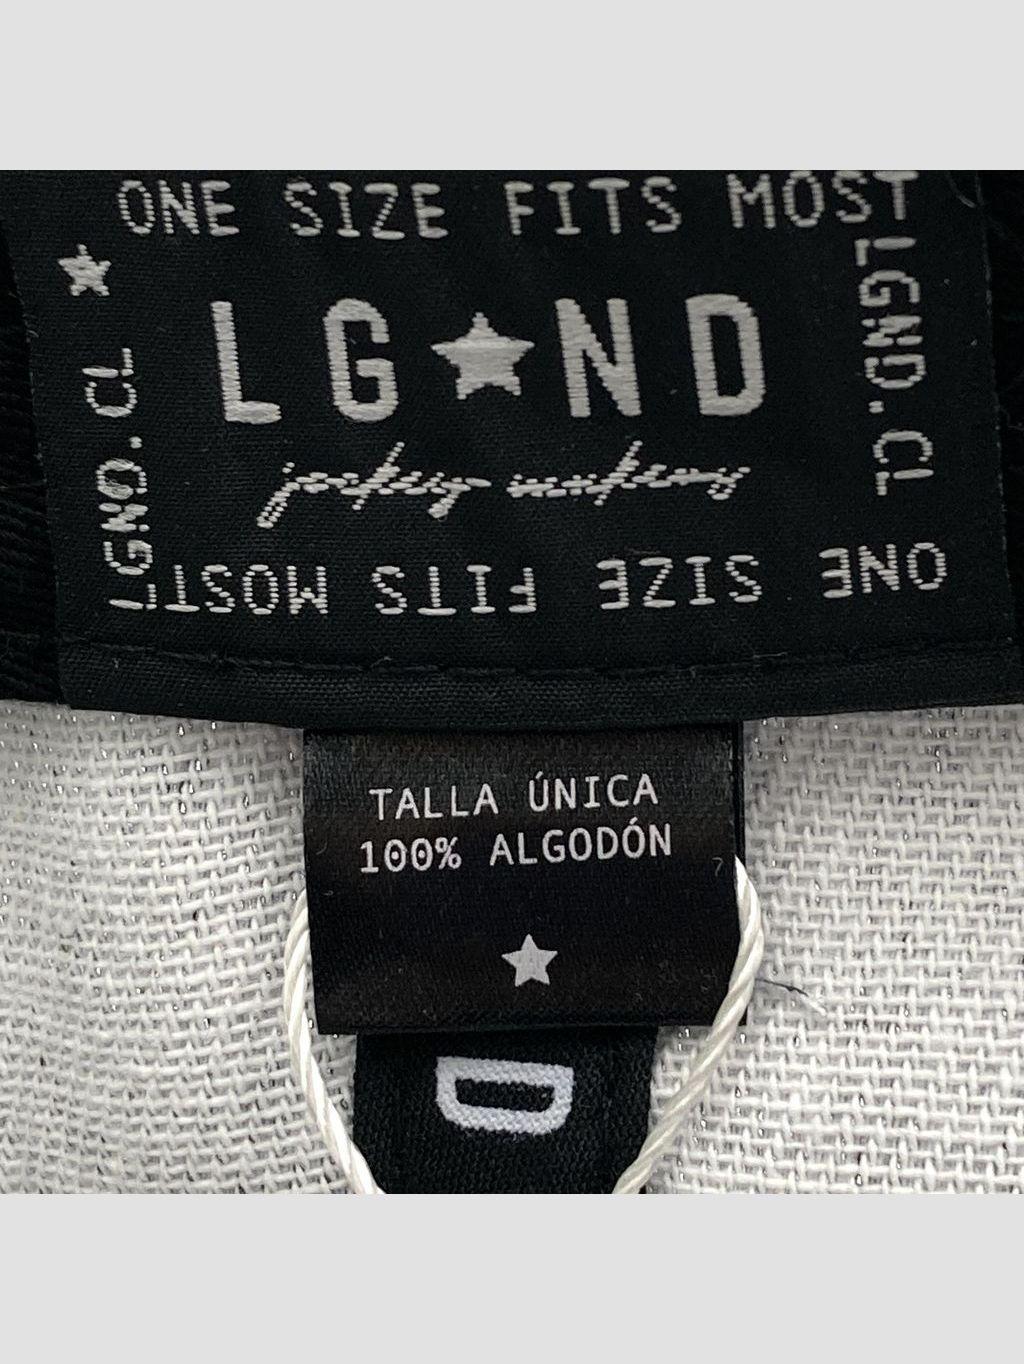 ONE SIZE FITS MOST
LGND.CL
LG★ND
LGND.CL
ONE SIZE FITS MOST
TALLA ÚNICA
100% ALGODÓN
D